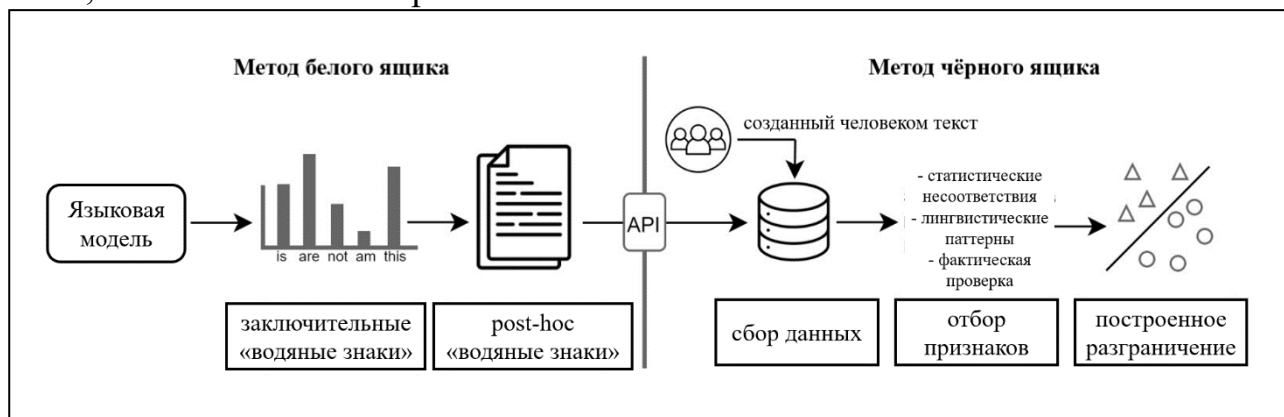 Метод белого ящика
Метод чёрного ящика
созданный человеком текст
Языковая
модель
is are not am this
API
- статистические
несоответствия
- лингвистические
паттерны
- фактическая
проверка
заключительные
«водяные знаки»
post-hoc
«водяные знаки»
сбор данных
отбор
признаков
построенное
разграничение